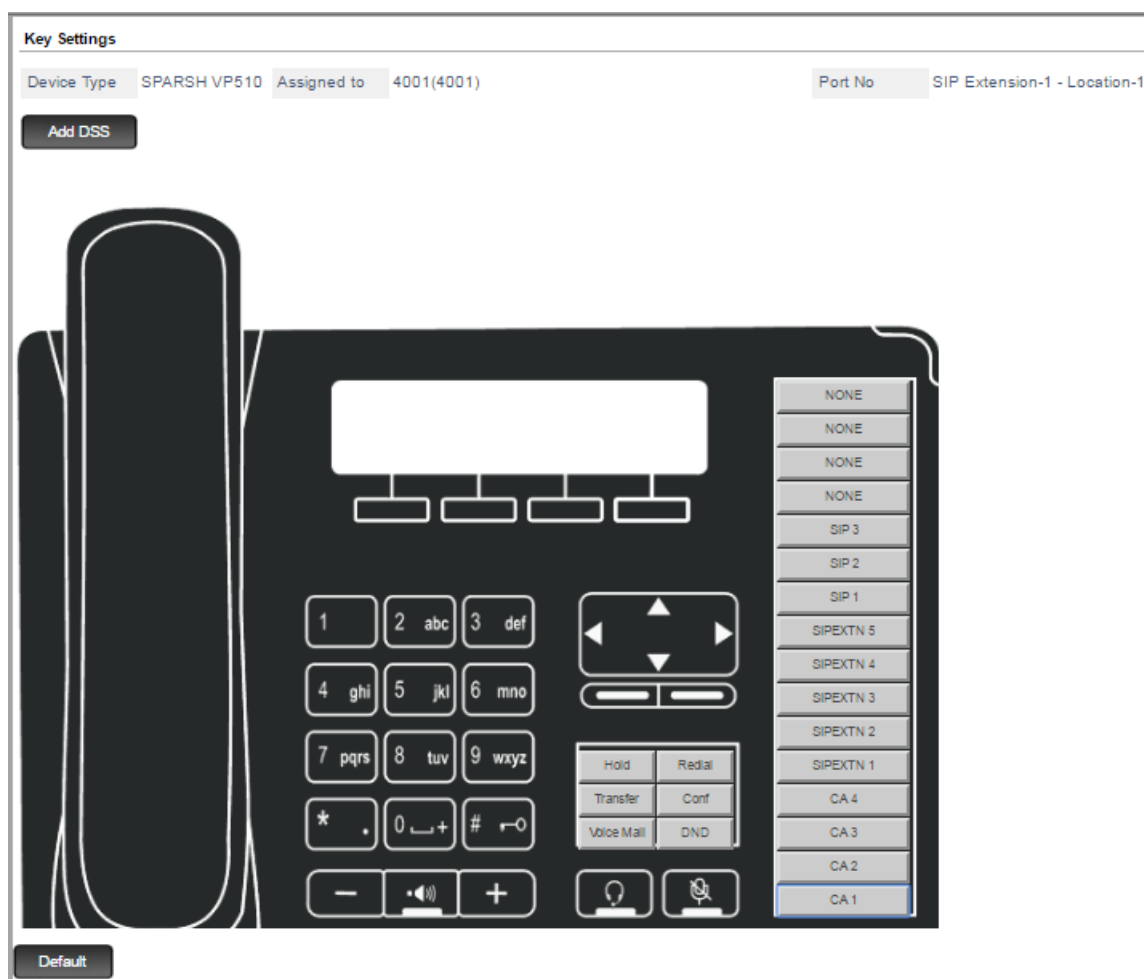 Key Settings
Device Type SPARSH VP510 Assigned to 4001(4001) Port No SIP Extension-1 - Location-1
Add DSS
NONE
NONE
NONE
NONE
SIP 3
SIP 2
SIP 1
SIPEXTN 5
SIPEXTN 4
SIPEXTN 3
SIPEXTN 2
SIPEXTN 1
CA 4
CA 3
CA 2
CA 1
1 2 abc 3 def
4 ghi 5 jkl 6 mno
7 pqrs 8 tuv 9 wxyz
* . 0 + #
Hold Redial
Transfer Conf
Voice Mail DND
− +
Default